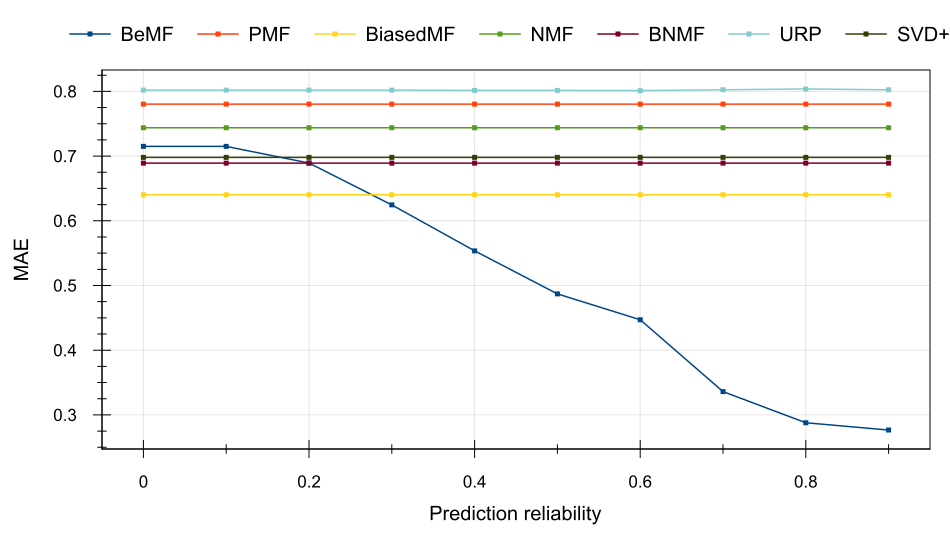 BeMF PMF BiasedMF NMF BNMF URP SVD+
0.8
0.7
0.6
0.5
0.4
0.3
MAE
0 0.2 0.4 0.6 0.8
Prediction reliability